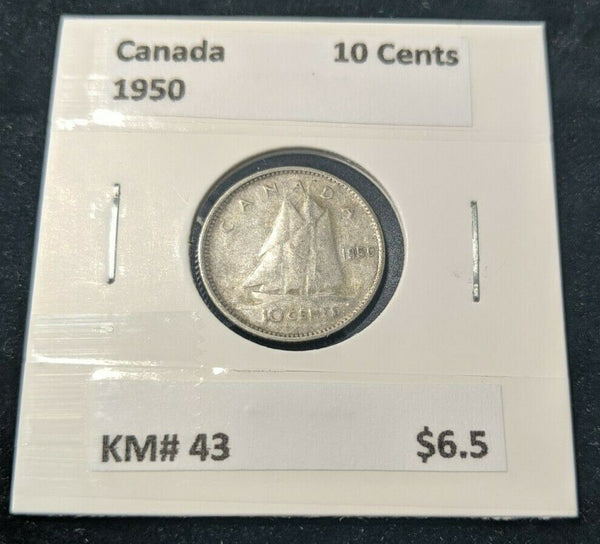 Canada 10 Cents
1950
CANADA
1950
10 CENTS
KM# 43 $6.5